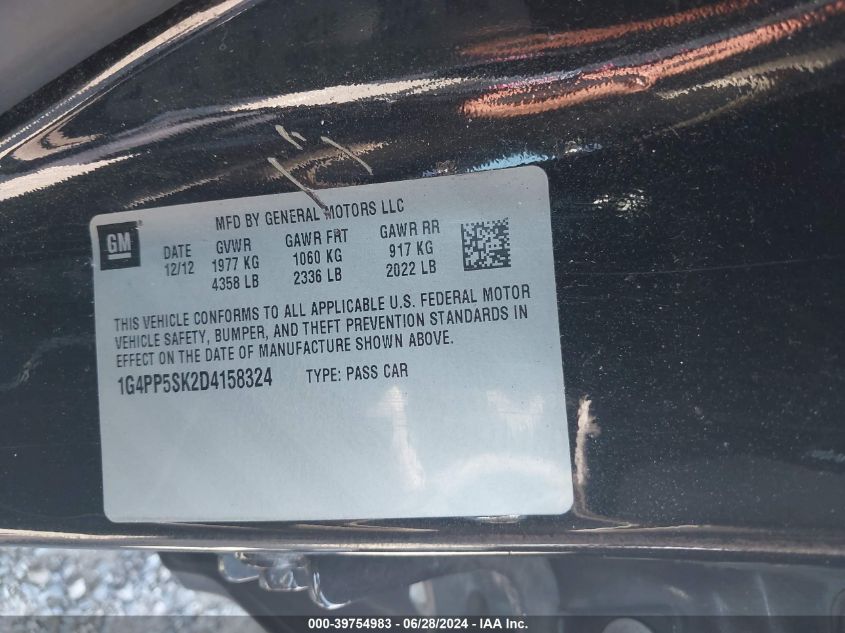 MFD BY GENERAL MOTORS LLC
GM
DATE GVWR GAWR FRT GAWR RR
12/12 1977 KG 1060 KG 917 KG
4358 LB 2336 LB 2022 LB
THIS VEHICLE CONFORMS TO ALL APPLICABLE U.S. FEDERAL MOTOR
VEHICLE SAFETY, BUMPER, AND THEFT PREVENTION STANDARDS IN
EFFECT ON THE DATE OF MANUFACTURE SHOWN ABOVE.
1G4PP5SK2D4158324 TYPE: PASS CAR
000-39754983 / 06/28/2024 - IAA Inc.